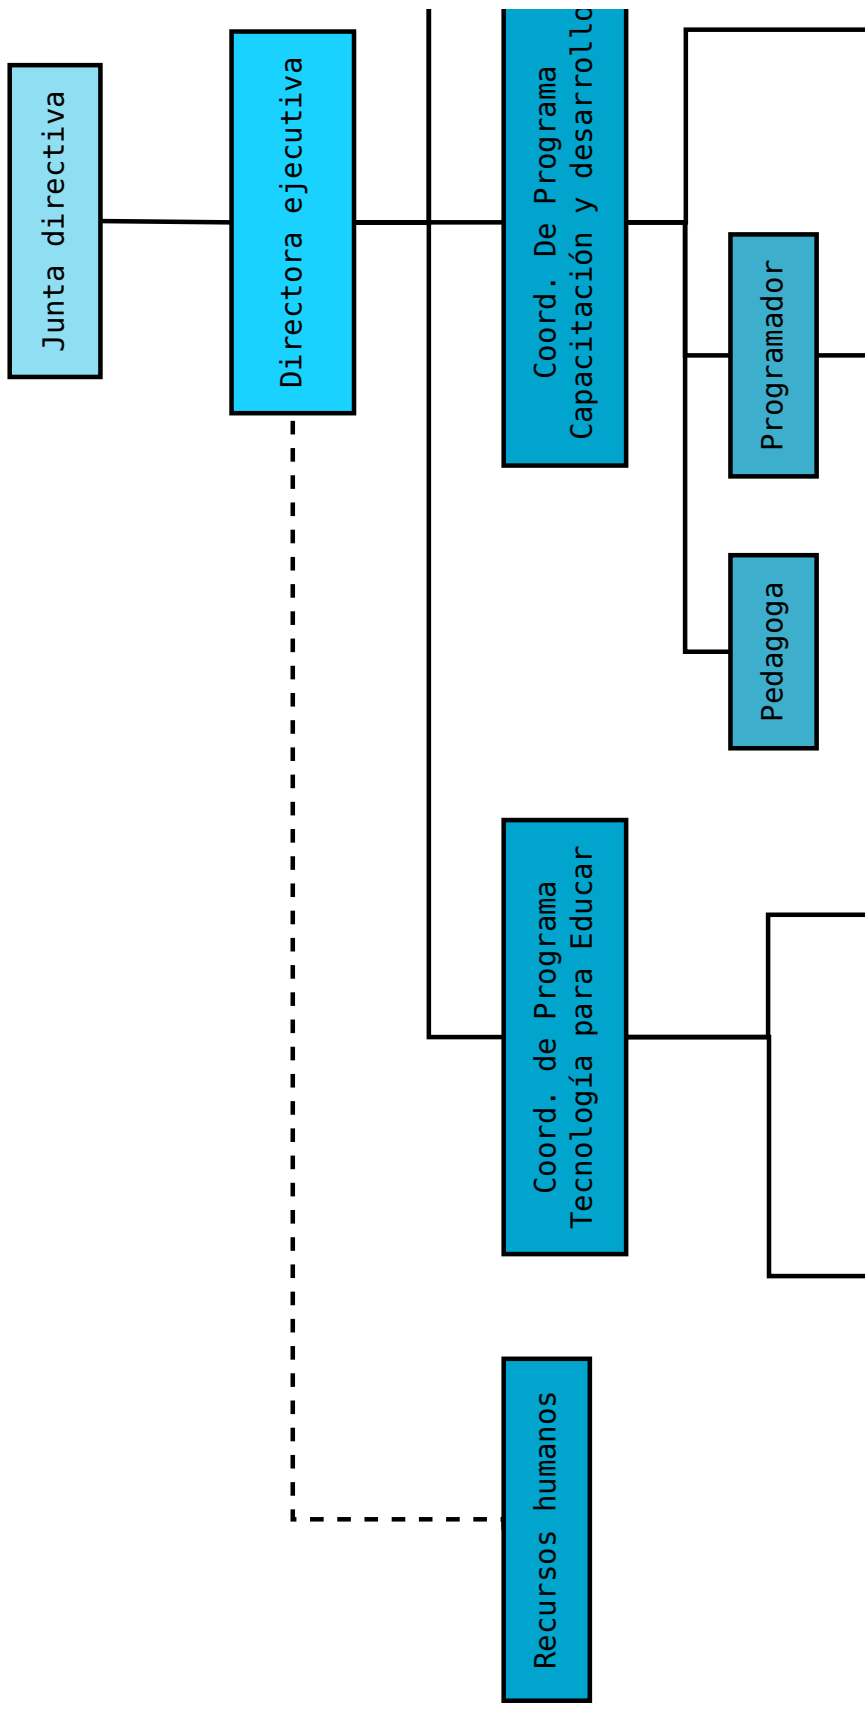 Junta directiva
Directora ejecutiva
Recursos humanos
Coord. de Programa
Tecnología para Educar
Coord. De Programa
Capacitación y desarrollo
Pedagoga
Programador